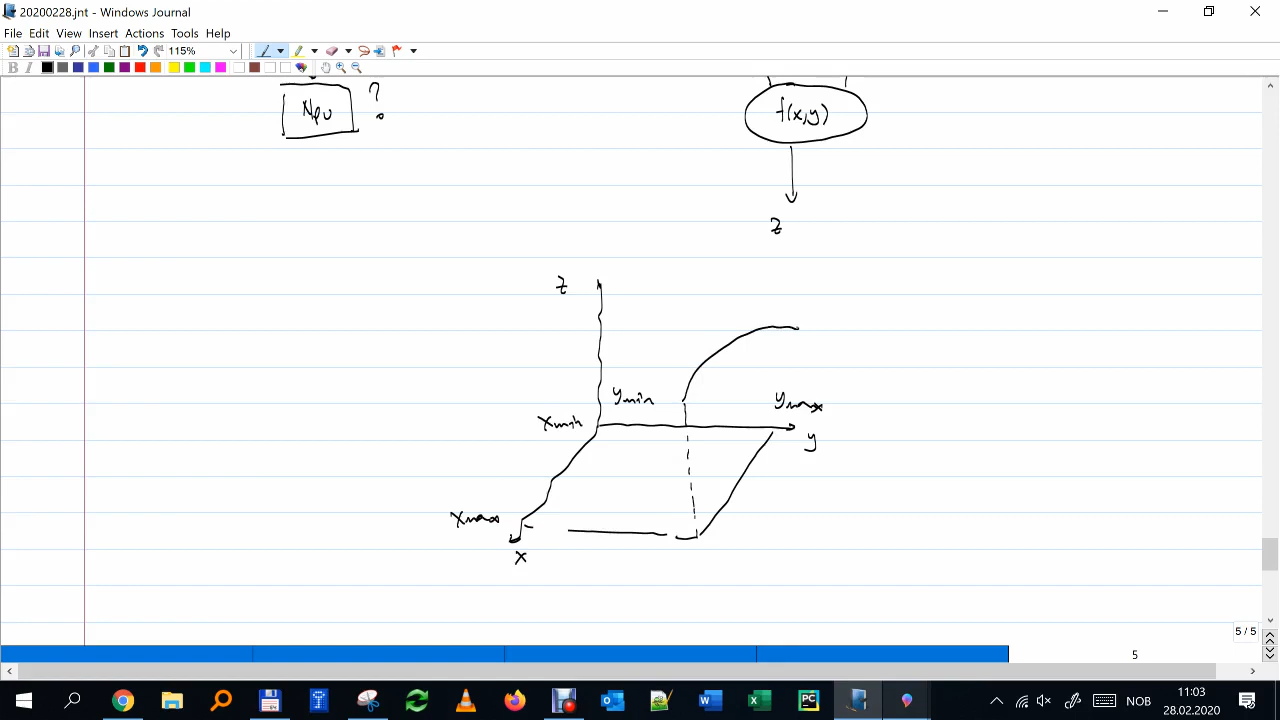 20200228.jnt - Windows Journal
File Edit View Insert Actions Tools Help
115%
B I
?
f(x,y)
z
z
ymin
ymax
xmin
y
xmax
x
5 / 5
5
NOB
11:03
28.02.2020